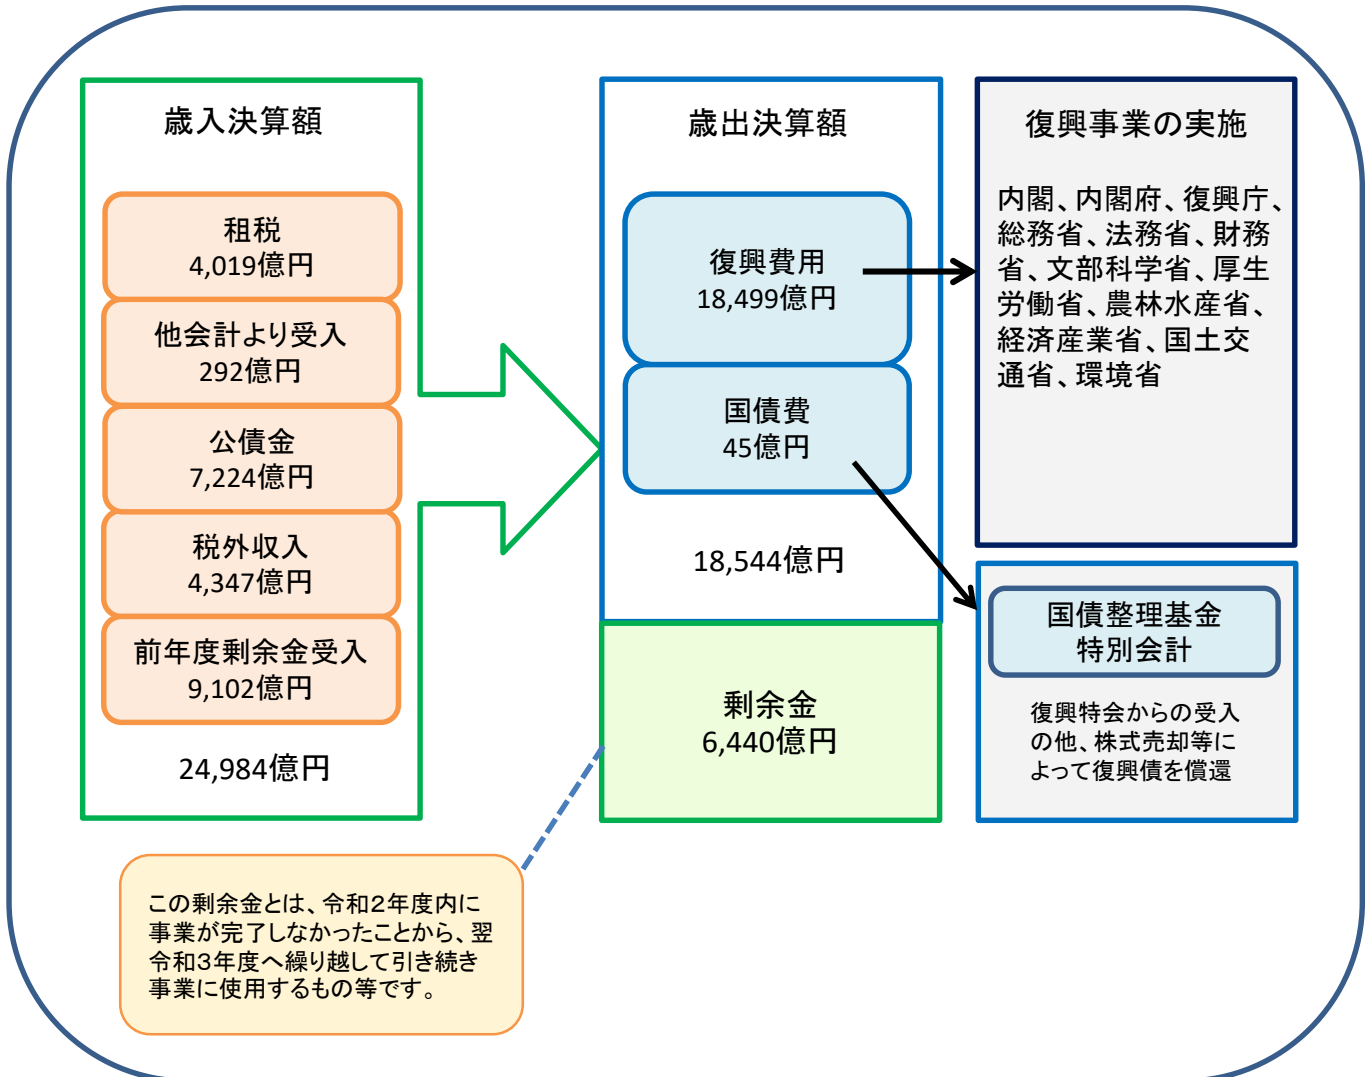 歳入決算額
租税
4,019億円
他会計より受入
292億円
公債金
7,224億円
税外収入
4,347億円
前年度剰余金受入
9,102億円
24,984億円
歳出決算額
復興費用
18,499億円
国債費
45億円
18,544億円
剰余金
6,440億円
復興事業の実施
内閣、内閣府、復興庁、
総務省、法務省、財務
省、文部科学省、厚生
労働省、農林水産省、
経済産業省、国土交
通省、環境省
国債整理基金
特別会計
復興特会からの受入
の他、株式売却等に
よって復興債を償還
この剰余金とは、令和２年度内に
事業が完了しなかったことから、翌
令和３年度へ繰り越して引き続き
事業に使用するもの等です。